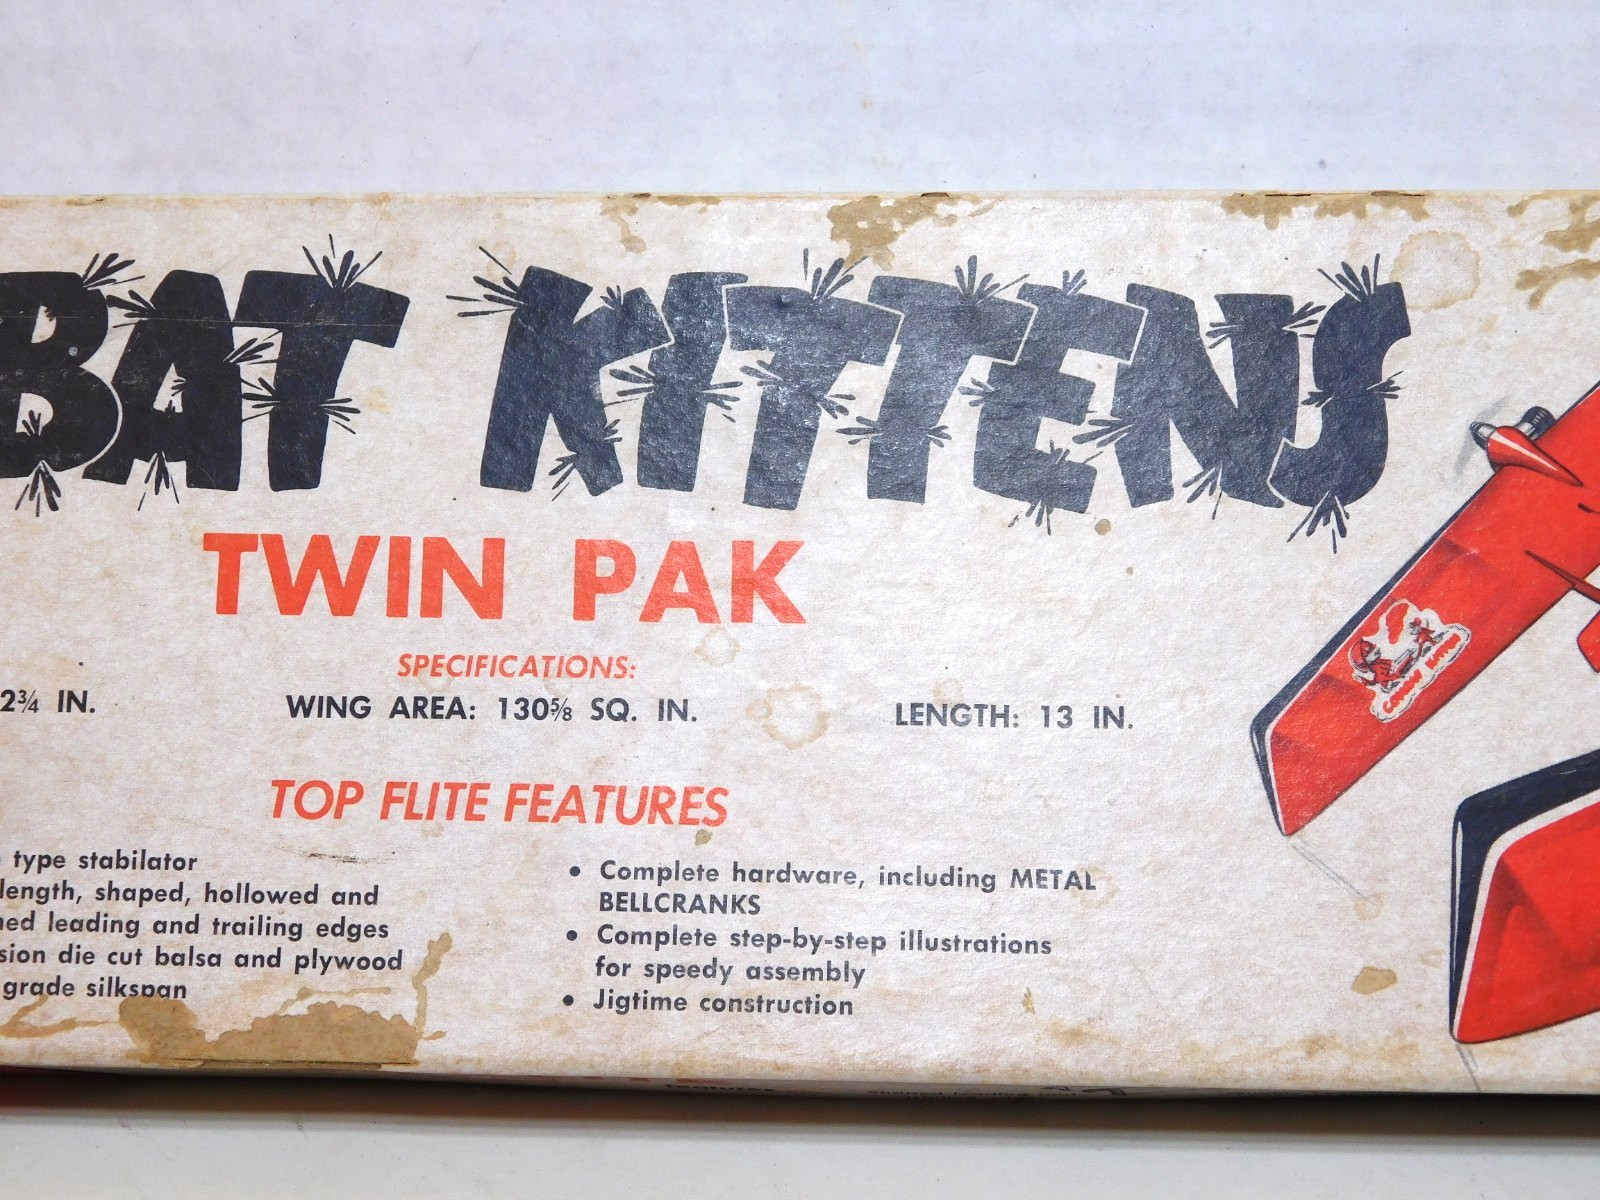 BAT KITTENS
TWIN PAK
SPECIFICATIONS:
2¾ IN. WING AREA: 130⅝ SQ. IN. LENGTH: 13 IN.
TOP FLITE FEATURES
type stabilator
length, shaped, hollowed and
leading and trailing edges
die cut balsa and plywood
grade silkspan
• Complete hardware, including METAL
BELLCRANKS
• Complete step-by-step illustrations
for speedy assembly
• Jigtime construction